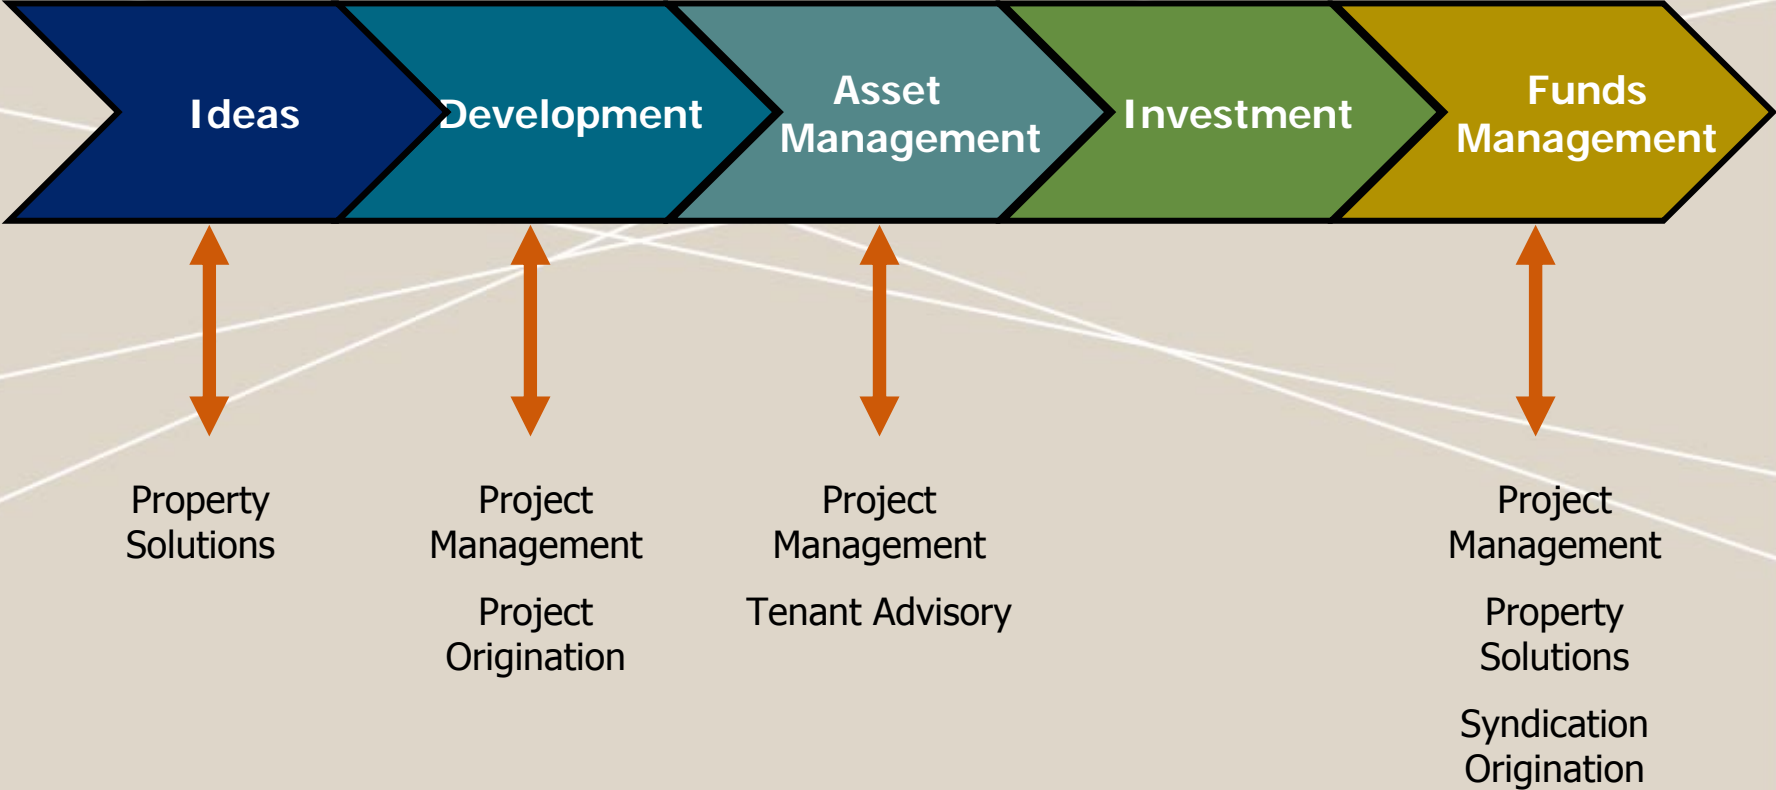 Ideas
Development
Asset
Management
Investment
Funds
Management
Property
Solutions
Project
Management
Project
Origination
Project
Management
Tenant Advisory
Project
Management
Property
Solutions
Syndication
Origination